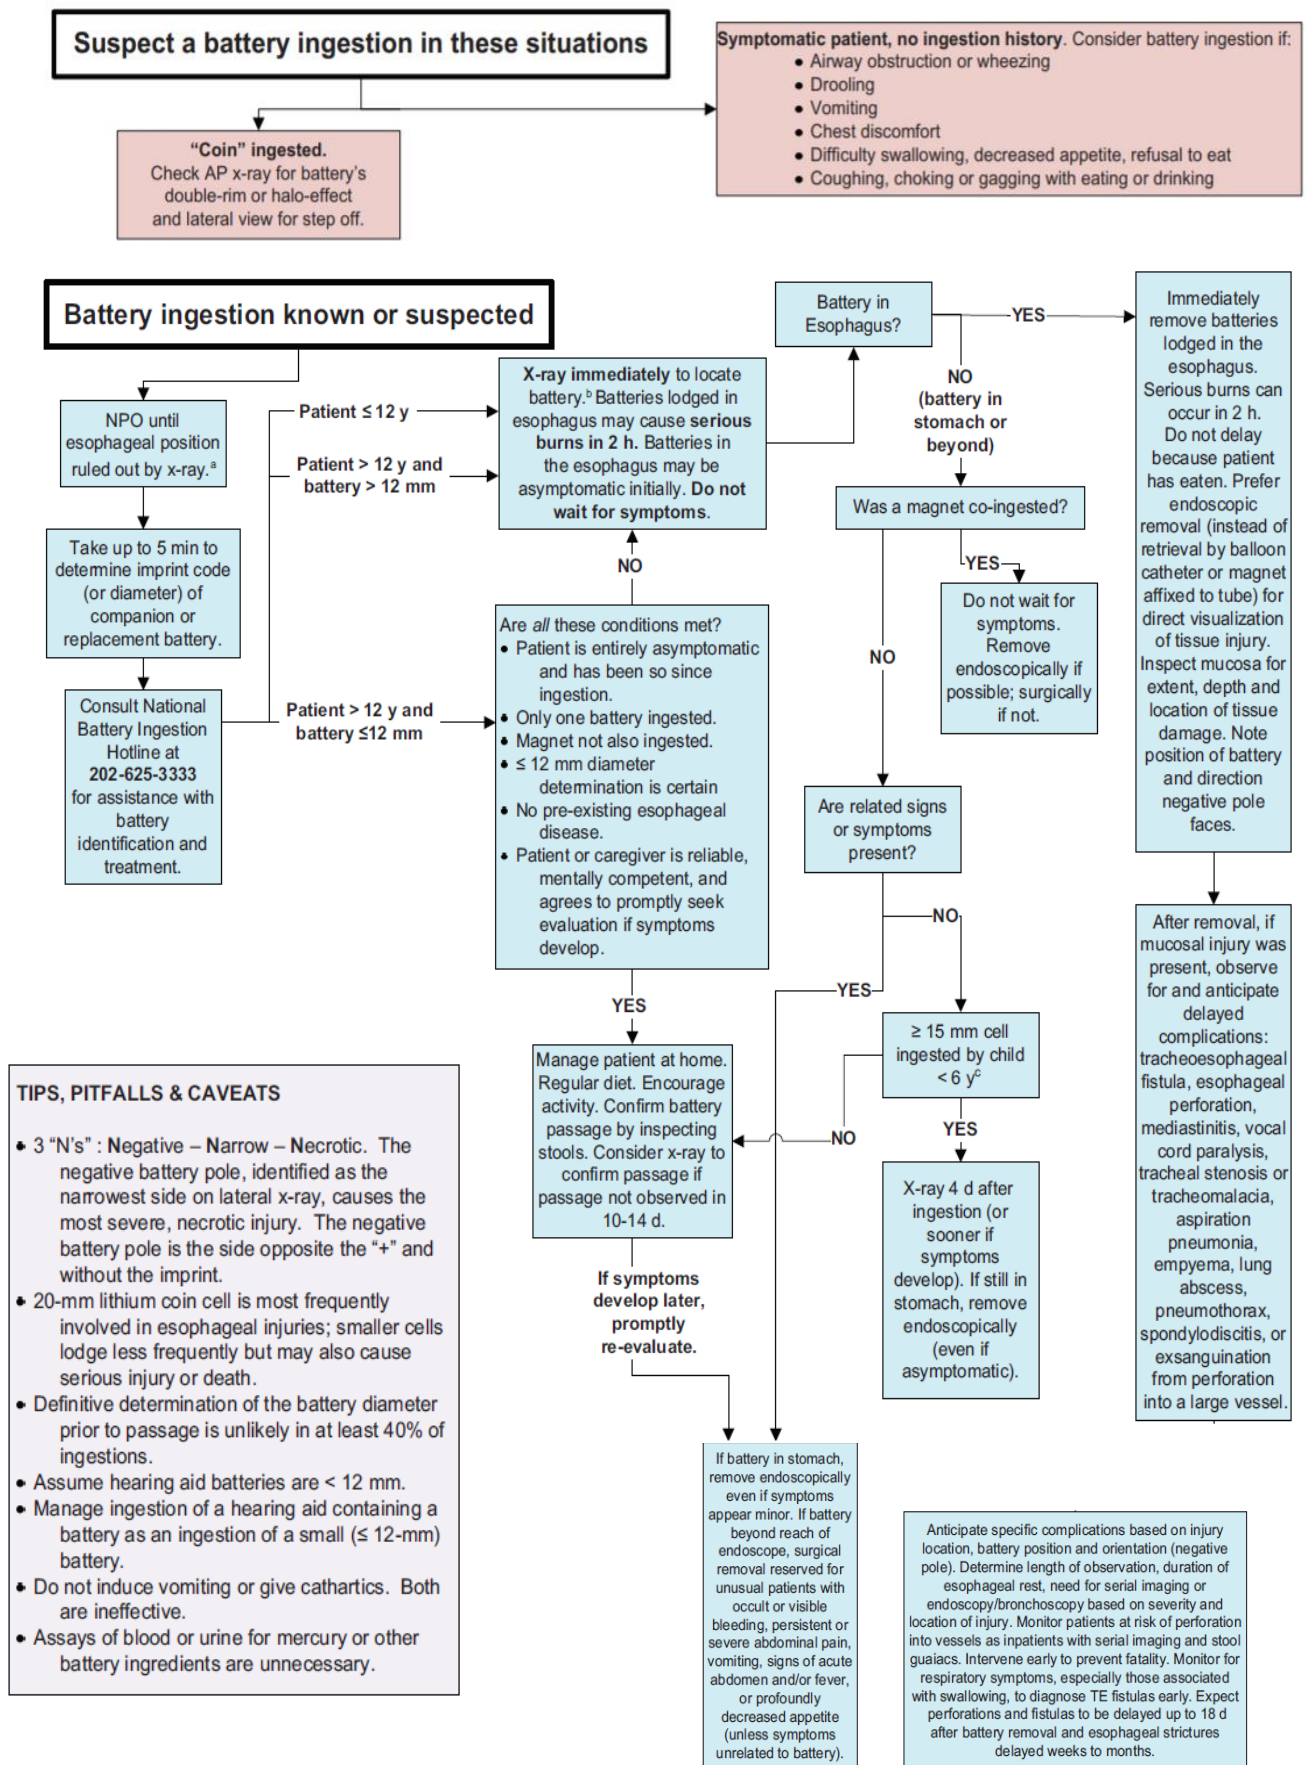 Suspect a battery ingestion in these situations
Symptomatic patient, no ingestion history. Consider battery ingestion if:
• Airway obstruction or wheezing
• Drooling
• Vomiting
• Chest discomfort
• Difficulty swallowing, decreased appetite, refusal to eat
• Coughing, choking or gagging with eating or drinking
“Coin” ingested.
Check AP x-ray for battery’s
double-rim or halo-effect
and lateral view for step off.
Battery ingestion known or suspected
NPO until
esophageal position
ruled out by x-ray.a
Take up to 5 min to
determine imprint code
(or diameter) of
companion or
replacement battery.
Consult National
Battery Ingestion
Hotline at
202-625-3333
for assistance with
battery
identification and
treatment.
Patient ≤ 12 y
Patient > 12 y and
battery > 12 mm
Patient > 12 y and
battery ≤12 mm
X-ray immediately to locate
battery.b Batteries lodged in
esophagus may cause serious
burns in 2 h. Batteries in
the esophagus may be
asymptomatic initially. Do not
wait for symptoms.
NO
Are all these conditions met?
• Patient is entirely asymptomatic
and has been so since
ingestion.
• Only one battery ingested.
• Magnet not also ingested.
• ≤ 12 mm diameter
determination is certain
• No pre-existing esophageal
disease.
• Patient or caregiver is reliable,
mentally competent, and
agrees to promptly seek
evaluation if symptoms
develop.
YES
Manage patient at home.
Regular diet. Encourage
activity. Confirm battery
passage by inspecting
stools. Consider x-ray to
confirm passage if
passage not observed in
10-14 d.
If symptoms
develop later,
promptly
re-evaluate.
Battery in
Esophagus?
YES
NO
(battery in
stomach or
beyond)
Was a magnet co-ingested?
YES
Do not wait for
symptoms.
Remove
endoscopically if
possible; surgically
if not.
NO
Are related signs
or symptoms
present?
NO
YES
≥ 15 mm cell
ingested by child
< 6 yc
NO
YES
X-ray 4 d after
ingestion (or
sooner if
symptoms
develop). If still in
stomach, remove
endoscopically
(even if
asymptomatic).
If battery in stomach,
remove endoscopically
even if symptoms
appear minor. If battery
beyond reach of
endoscope, surgical
removal reserved for
unusual patients with
occult or visible
bleeding, persistent or
severe abdominal pain,
vomiting, signs of acute
abdomen and/or fever,
or profoundly
decreased appetite
(unless symptoms
unrelated to battery).
Immediately
remove batteries
lodged in the
esophagus.
Serious burns can
occur in 2 h.
Do not delay
because patient
has eaten. Prefer
endoscopic
removal (instead of
retrieval by balloon
catheter or magnet
affixed to tube) for
direct visualization
of tissue injury.
Inspect mucosa for
extent, depth and
location of tissue
damage. Note
position of battery
and direction
negative pole
faces.
After removal, if
mucosal injury was
present, observe
for and anticipate
delayed
complications:
tracheoesophageal
fistula, esophageal
perforation,
mediastinitis, vocal
cord paralysis,
tracheal stenosis or
tracheomalacia,
aspiration
pneumonia,
empyema, lung
abscess,
pneumothorax,
spondylodiscitis, or
exsanguination
from perforation
into a large vessel.
Anticipate specific complications based on injury
location, battery position and orientation (negative
pole). Determine length of observation, duration of
esophageal rest, need for serial imaging or
endoscopy/bronchoscopy based on severity and
location of injury. Monitor patients at risk of perforation
into vessels as inpatients with serial imaging and stool
guaiacs. Intervene early to prevent fatality. Monitor for
respiratory symptoms, especially those associated
with swallowing, to diagnose TE fistulas early. Expect
perforations and fistulas to be delayed up to 18 d
after battery removal and esophageal strictures
delayed weeks to months.
TIPS, PITFALLS & CAVEATS
• 3 “N’s” : Negative – Narrow – Necrotic. The
negative battery pole, identified as the
narrowest side on lateral x-ray, causes the
most severe, necrotic injury. The negative
battery pole is the side opposite the “+” and
without the imprint.
• 20-mm lithium coin cell is most frequently
involved in esophageal injuries; smaller cells
lodge less frequently but may also cause
serious injury or death.
• Definitive determination of the battery diameter
prior to passage is unlikely in at least 40% of
ingestions.
• Assume hearing aid batteries are < 12 mm.
• Manage ingestion of a hearing aid containing a
battery as an ingestion of a small (≤ 12-mm)
battery.
• Do not induce vomiting or give cathartics. Both
are ineffective.
• Assays of blood or urine for mercury or other
battery ingredients are unnecessary.